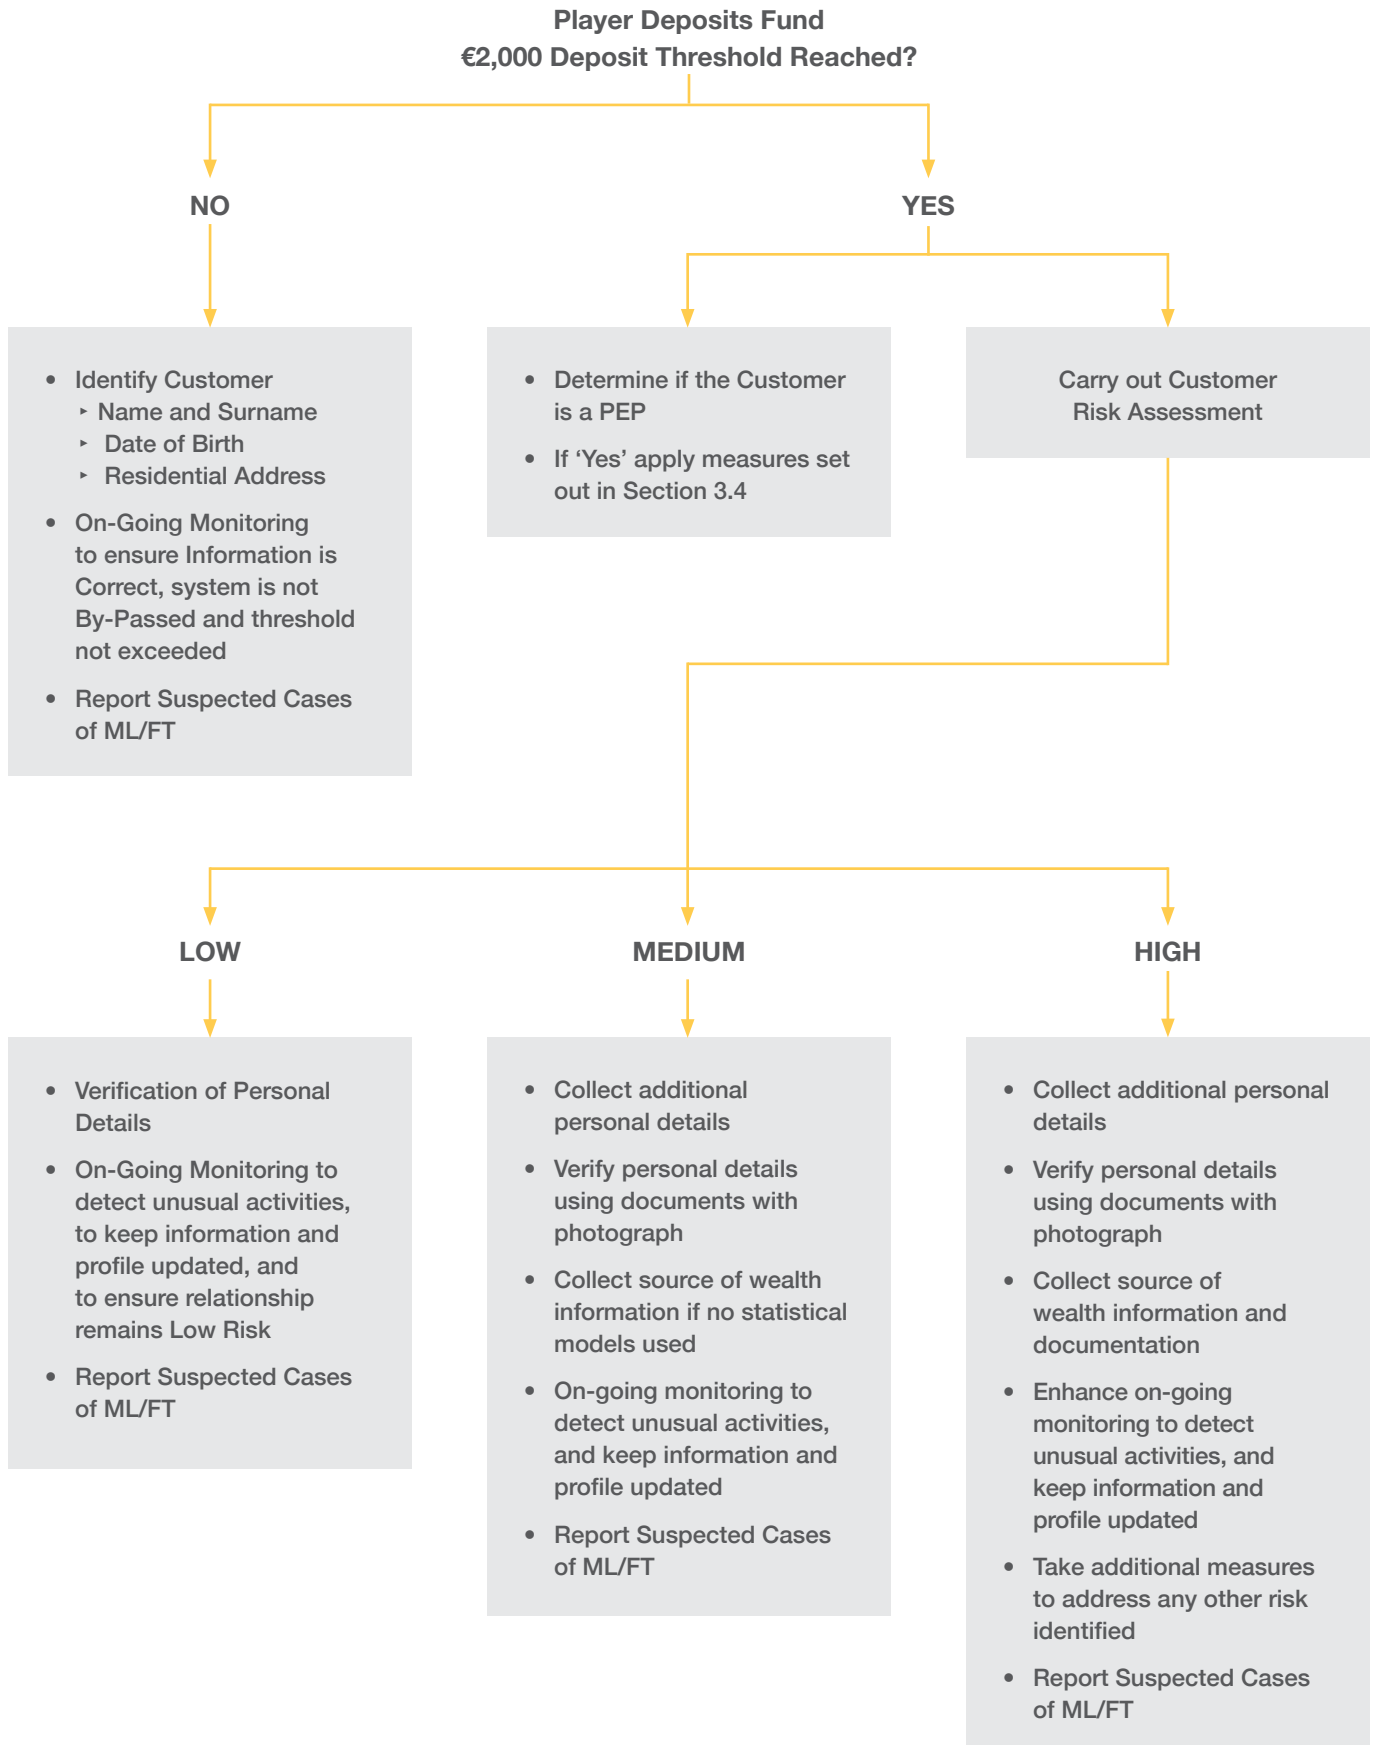 Player Deposits Fund
€2,000 Deposit Threshold Reached?
NO
YES
• Identify Customer
‣ Name and Surname
‣ Date of Birth
‣ Residential Address
• On-Going Monitoring
to ensure Information is
Correct, system is not
By-Passed and threshold
not exceeded
• Report Suspected Cases
of ML/FT
• Determine if the Customer
is a PEP
• If ‘Yes’ apply measures set
out in Section 3.4
Carry out Customer
Risk Assessment
LOW
MEDIUM
HIGH
• Verification of Personal
Details
• On-Going Monitoring to
detect unusual activities,
to keep information and
profile updated, and
to ensure relationship
remains Low Risk
• Report Suspected Cases
of ML/FT
• Collect additional
personal details
• Verify personal details
using documents with
photograph
• Collect source of wealth
information if no statistical
models used
• On-going monitoring to
detect unusual activities,
and keep information and
profile updated
• Report Suspected Cases
of ML/FT
• Collect additional personal
details
• Verify personal details
using documents with
photograph
• Collect source of
wealth information and
documentation
• Enhance on-going
monitoring to detect
unusual activities, and
keep information and
profile updated
• Take additional measures
to address any other risk
identified
• Report Suspected Cases
of ML/FT